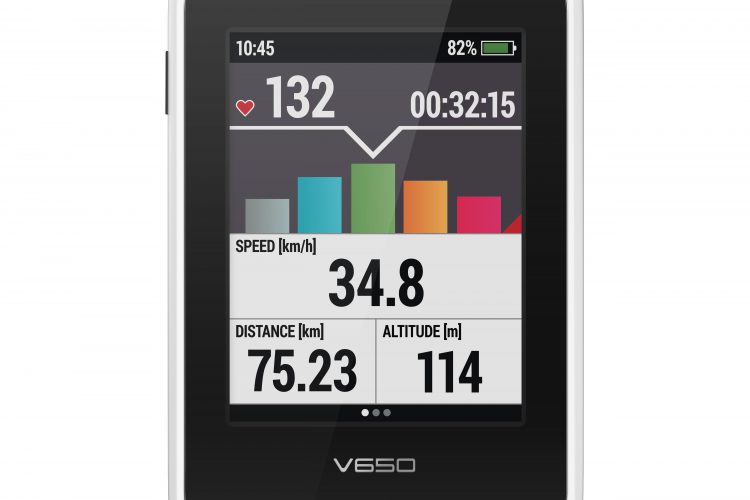 10:45 82%
132 00:32:15
SPEED [km/h]
34.8
DISTANCE [km] ALTITUDE [m]
75.23 114
V650